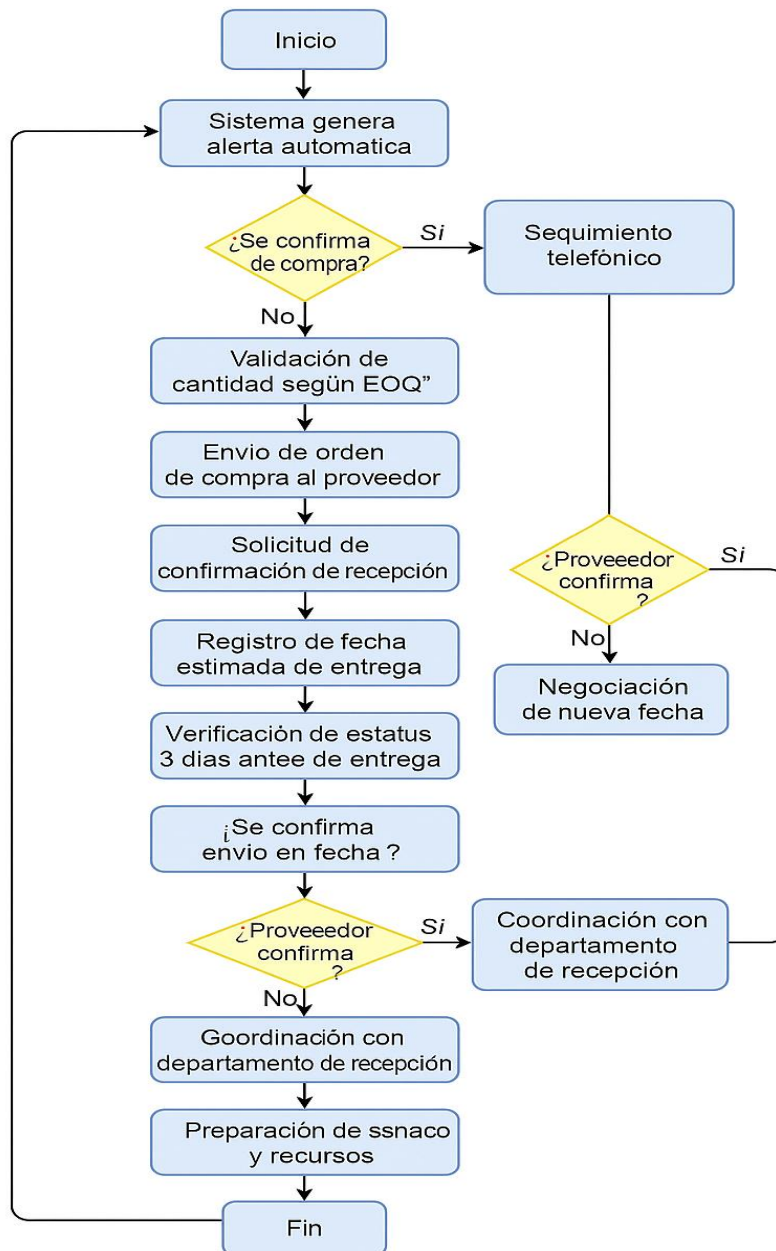 Inicio
Sistema genera
alerta automatica
¿Se confirma
de compra?
Si
Sequimiento
telefónico
No
Validación de
cantidad segün EOQ”
Envio de orden
de compra al proveedor
Solicitud de
confirmación de recepción
¿Proveeedor
confirma
?
Si
No
Registro de fecha
estimada de entrega
Negociación
de nueva fecha
Verificación de estatus
3 dias antee de entrega
¡Se confirma
envio en fecha ?
¿Proveeedor
confirma
?
Si
Coordinación con
departamento
de recepción
No
Goordinación con
departamento de recepción
Preparación de ssnaco
y recursos
Fin